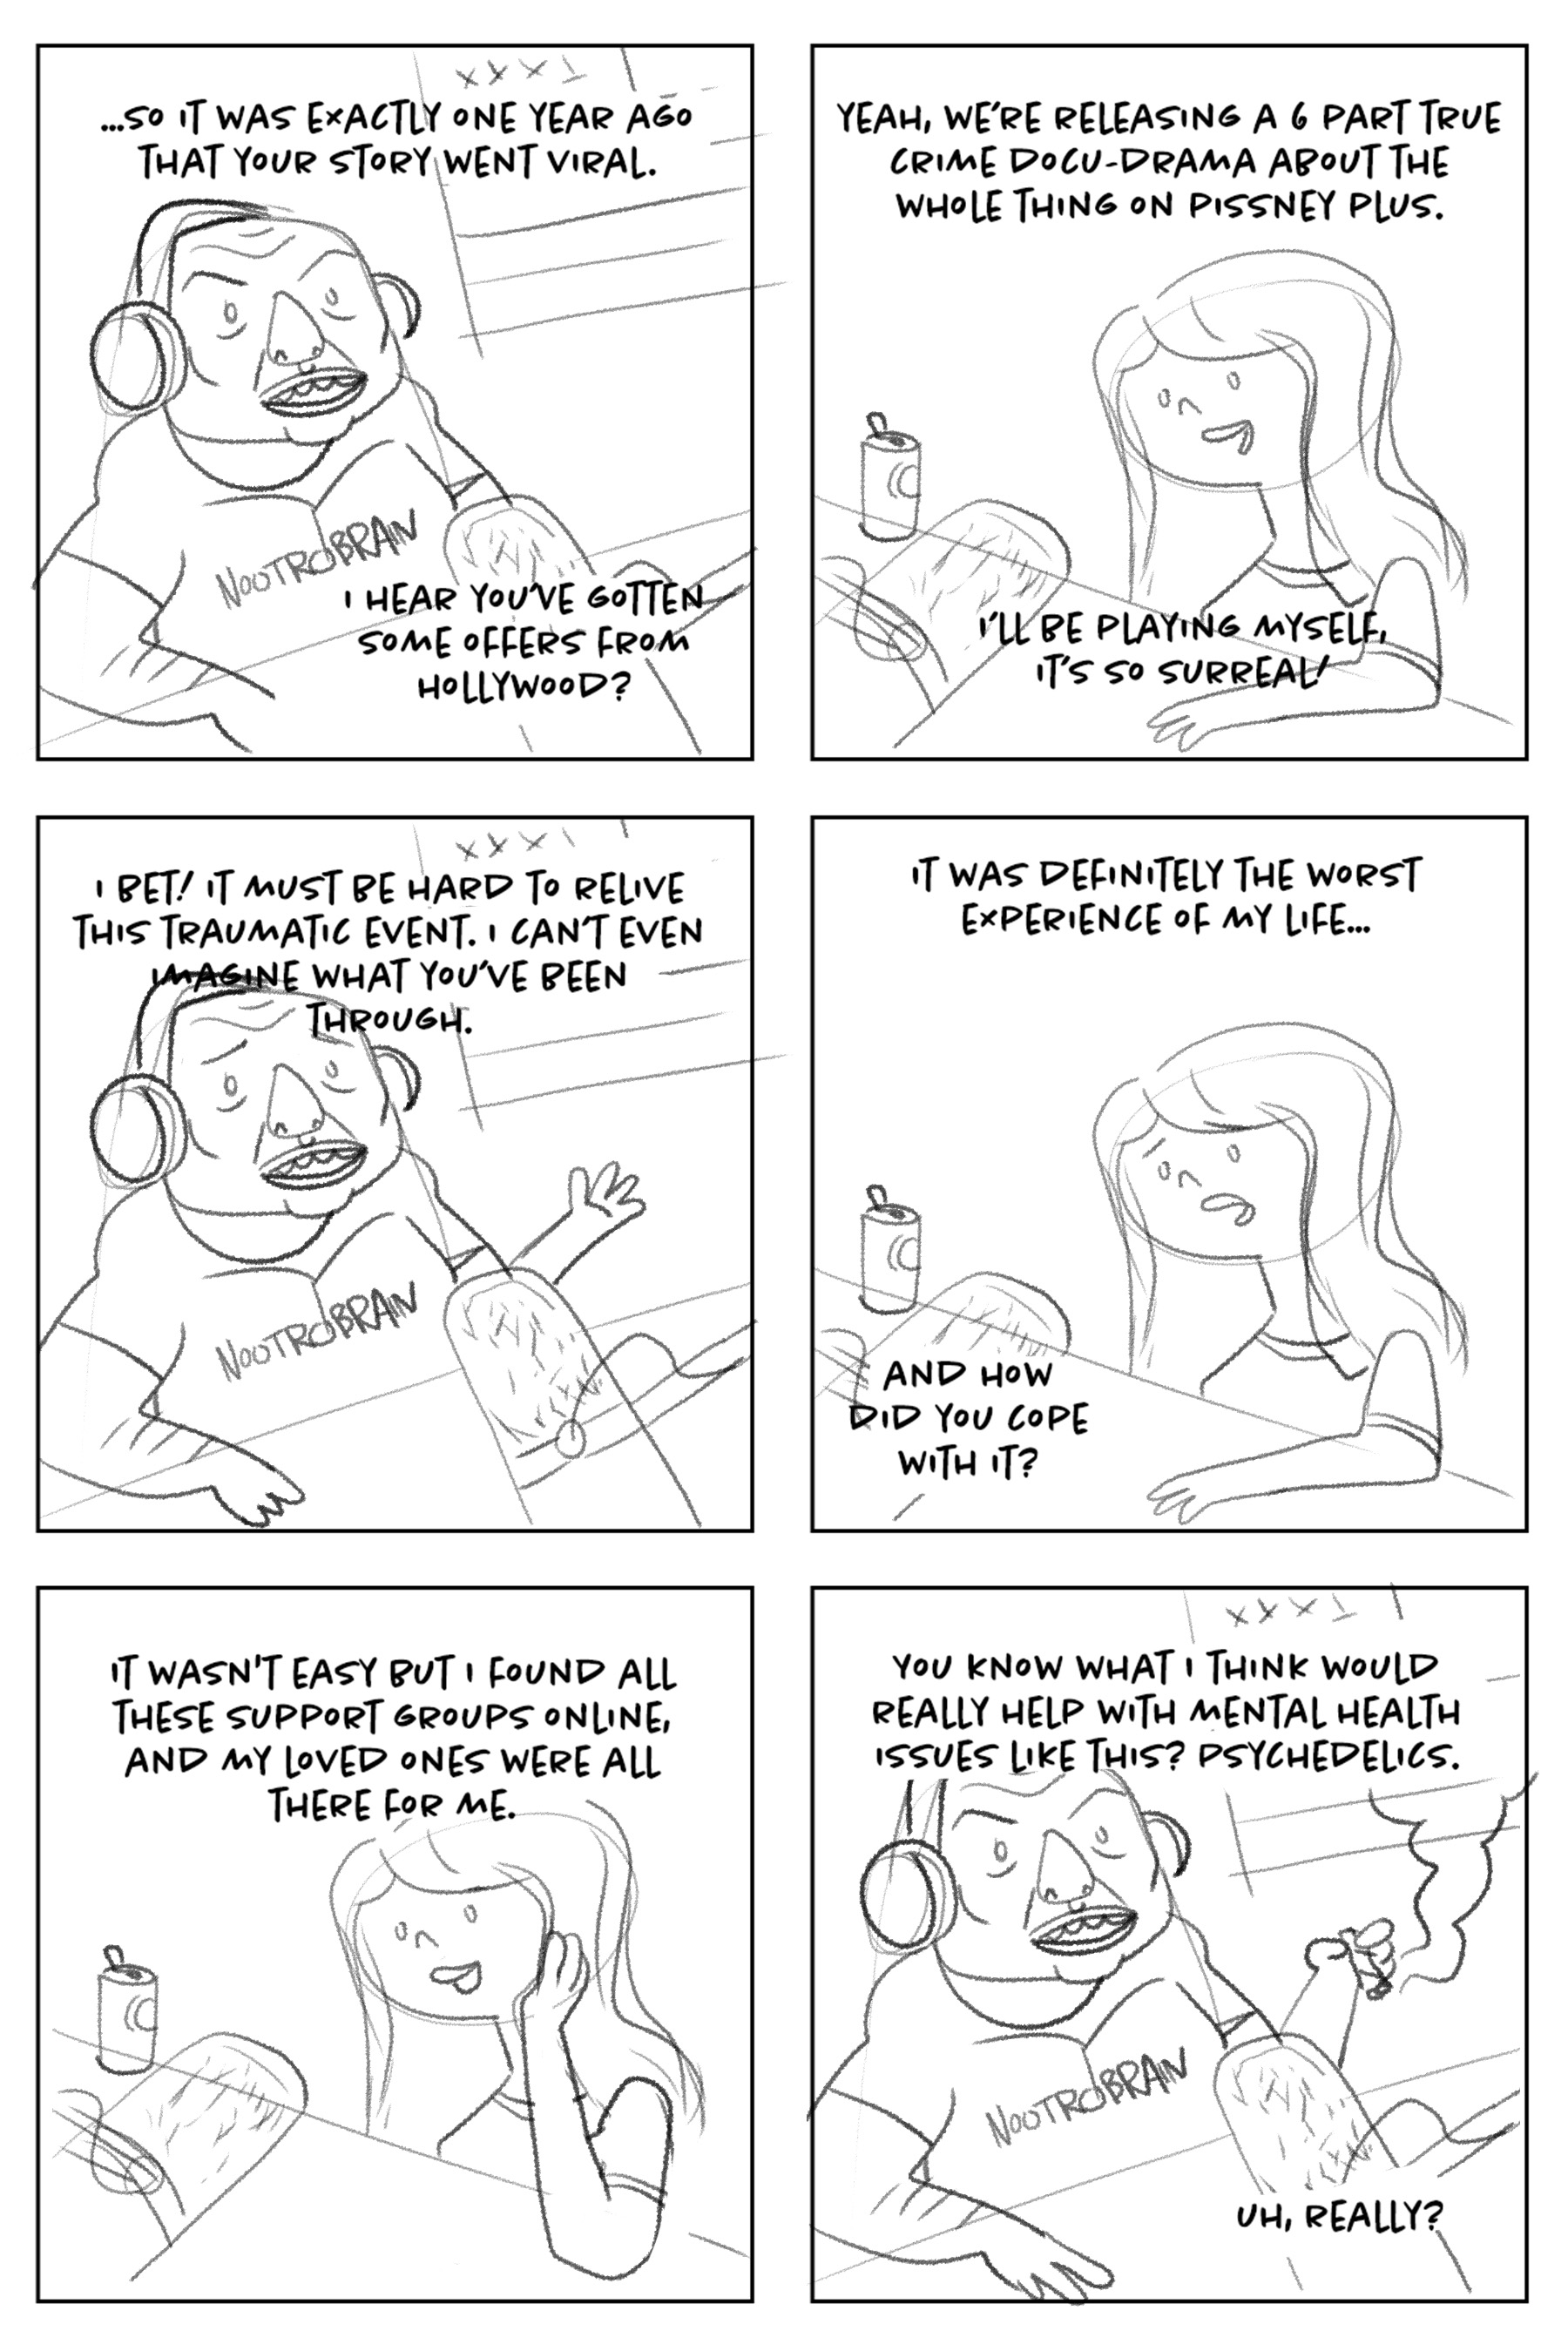 XXXI
...SO IT WAS EXACTLY ONE YEAR AGO
THAT YOUR STORY WENT VIRAL.
NOOTROBRAIN
I HEAR YOU'VE GOTTEN
SOME OFFERS FROM
HOLLYWOOD?
YEAH, WE'RE RELEASING A 6 PART TRUE
CRIME DOCU-DRAMA ABOUT THE
WHOLE THING ON PISSNEY PLUS.
I'LL BE PLAYING MYSELF,
IT'S SO SURREAL!
XXXI
I BET! IT MUST BE HARD TO RELIVE
THIS TRAUMATIC EVENT. I CAN'T EVEN
IMAGINE WHAT YOU'VE BEEN
THROUGH.
NOOTROBRAIN
IT WAS DEFINITELY THE WORST
EXPERIENCE OF MY LIFE...
AND HOW
DID YOU COPE
WITH IT?
IT WASN'T EASY BUT I FOUND ALL
THESE SUPPORT GROUPS ONLINE,
AND MY LOVED ONES WERE ALL
THERE FOR ME.
XXXI
YOU KNOW WHAT I THINK WOULD
REALLY HELP WITH MENTAL HEALTH
ISSUES LIKE THIS? PSYCHEDELICS.
NOOTROBRAIN
UH, REALLY?